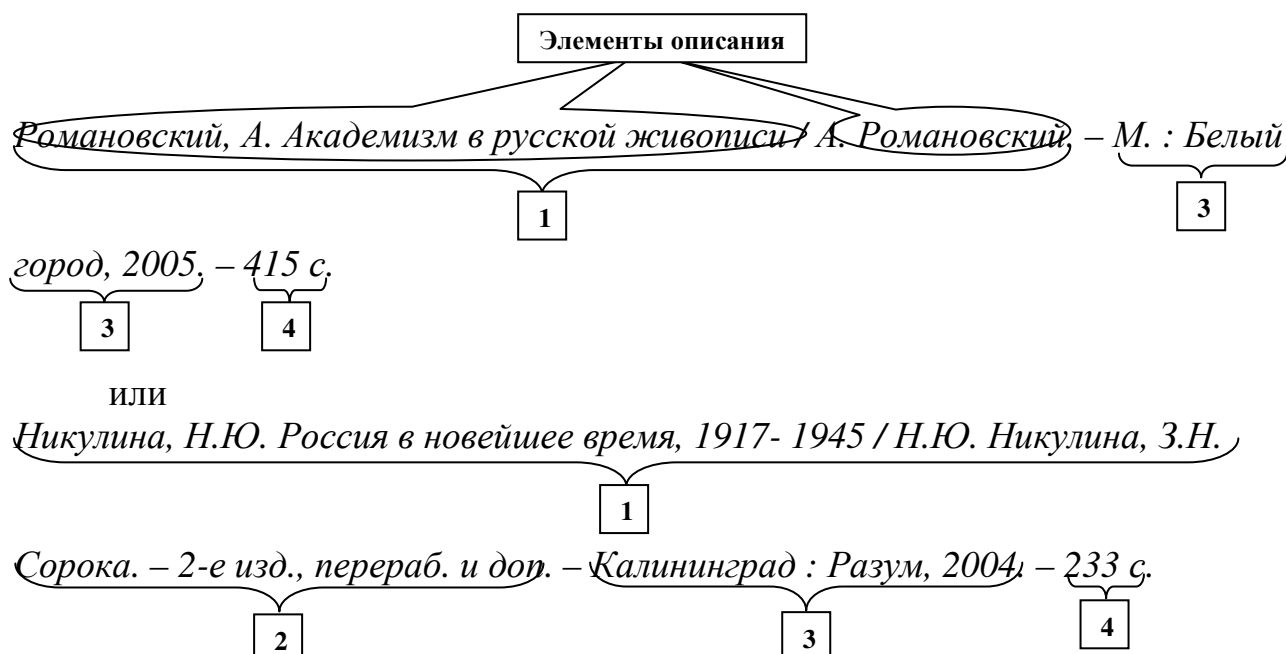 Элементы описания
Романовский, А. Академизм в русской живописи / А. Романовский. – М. : Белый
1
3
город, 2005. – 415 с.
3
4
или
Никулина, Н.Ю. Россия в новейшее время, 1917- 1945 / Н.Ю. Никулина, З.Н.
1
Сорока. – 2-е изд., перераб. и доп. – Калининград : Разум, 2004. – 233 с.
2
3
4